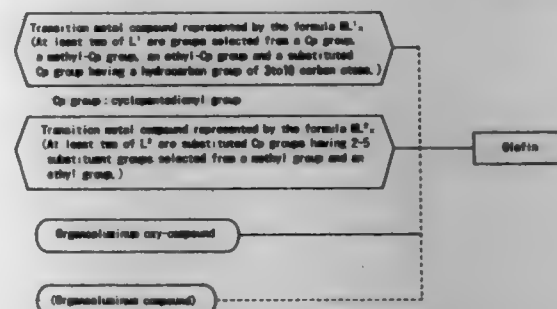 Transition metal compound represented by the formula ML¹ₓ
(At least two of L¹ are groups selected from a Cp group,
a methyl-Cp group, an ethyl-Cp group and a substituted
Cp group having a hydrocarbon group of 3to10 carbon atoms.)
Cp group : cyclopentadienyl group
Transition metal compound represented by the formula ML²ₓ
(At least two of L² are substituted Cp groups having 2-5
substituent groups selected from a methyl group and an
ethyl group.)
Olefin
Organoaluminum oxy-compound
(Organoaluminum compound)